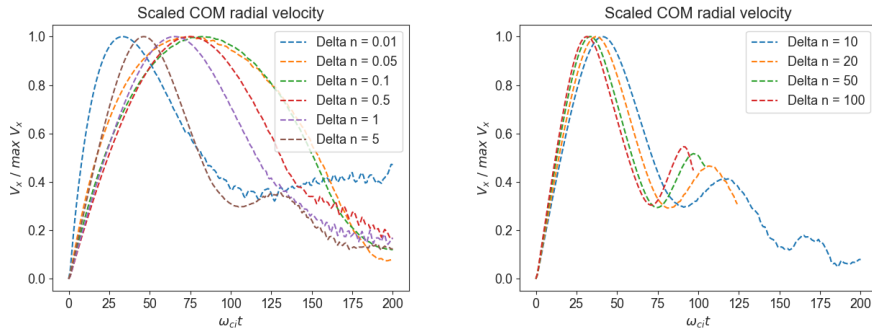 Scaled COM radial velocity
V_x / max V_x
1.0
0.8
0.6
0.4
0.2
0.0
0
25
50
75
100
125
150
175
200
ω_{ci}t
Delta n = 0.01
Delta n = 0.05
Delta n = 0.1
Delta n = 0.5
Delta n = 1
Delta n = 5
Scaled COM radial velocity
V_x / max V_x
1.0
0.8
0.6
0.4
0.2
0.0
0
25
50
75
100
125
150
175
200
ω_{ci}t
Delta n = 10
Delta n = 20
Delta n = 50
Delta n = 100